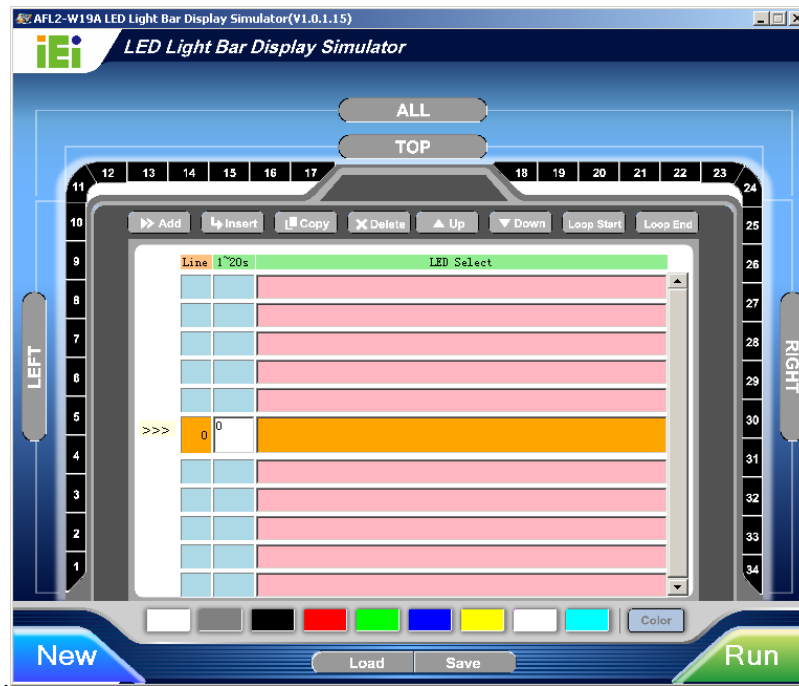 AFL2-W19A LED Light Bar Display Simulator(V1.0.1.15)
iEi
LED Light Bar Display Simulator
ALL
TOP
11 12 13 14 15 16 17 18 19 20 21 22 23 24
10 Add Insert Copy Delete Up Down Loop Start Loop End 25
9 Line 1~20s LED Select 26
8 27
7 28
LEFT RIGHT
6 29
5 >>> 0 0 30
4 31
3 32
2 33
1 34
Color
New Load Save Run